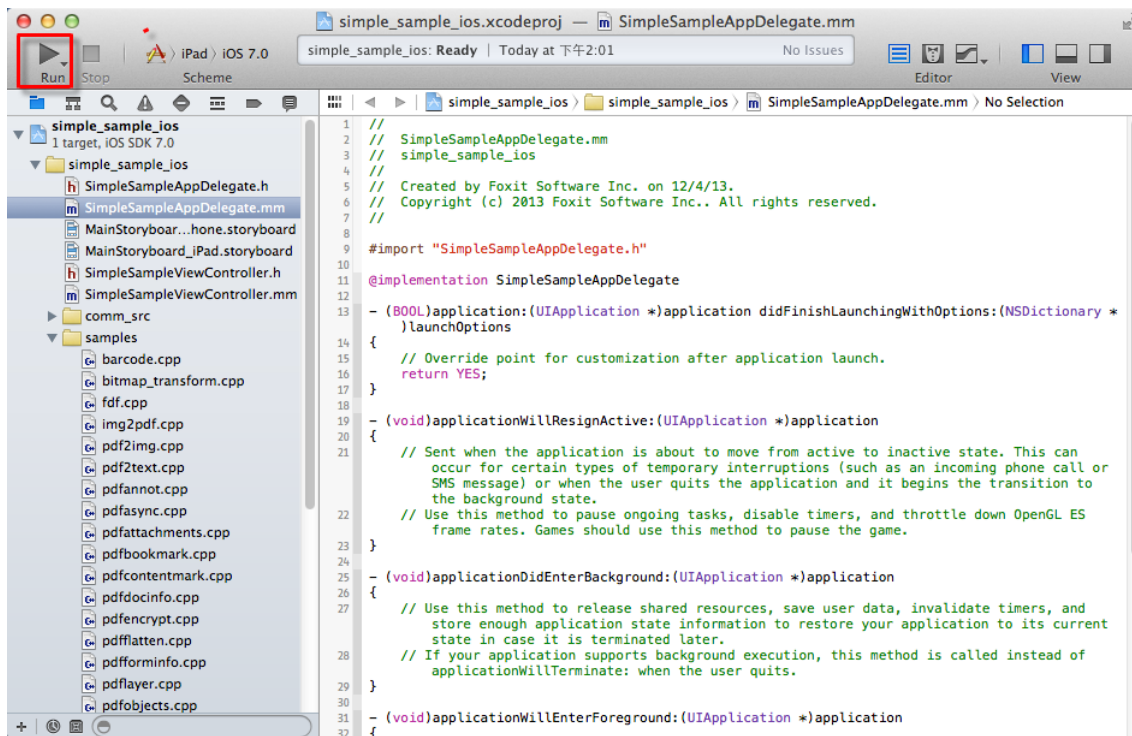 simple_sample_ios.xcodeproj — SimpleSampleAppDelegate.mm
iPad 〉 iOS 7.0
simple_sample_ios: Ready | Today at 下午2:01 No Issues
Run Stop Scheme Editor View
simple_sample_ios 〉 simple_sample_ios 〉 SimpleSampleAppDelegate.mm 〉 No Selection
simple_sample_ios
1 target, iOS SDK 7.0
simple_sample_ios
SimpleSampleAppDelegate.h
SimpleSampleAppDelegate.mm
MainStoryboar...hone.storyboard
MainStoryboard_iPad.storyboard
SimpleSampleViewController.h
SimpleSampleViewController.mm
comm_src
samples
barcode.cpp
bitmap_transform.cpp
fdf.cpp
img2pdf.cpp
pdf2img.cpp
pdf2text.cpp
pdfannot.cpp
pdfasync.cpp
pdfattachments.cpp
pdfbookmark.cpp
pdfcontentmark.cpp
pdfdocinfo.cpp
pdfencrypt.cpp
pdfflatten.cpp
pdfforminfo.cpp
pdflayer.cpp
pdfobjects.cpp
1 //
2 // SimpleSampleAppDelegate.mm
3 // simple_sample_ios
4 //
5 // Created by Foxit Software Inc. on 12/4/13.
6 // Copyright (c) 2013 Foxit Software Inc.. All rights reserved.
7 //
8
9 #import "SimpleSampleAppDelegate.h"
10
11 @implementation SimpleSampleAppDelegate
12
13 - (BOOL)application:(UIApplication *)application didFinishLaunchingWithOptions:(NSDictionary *
)launchOptions
14 {
15 // Override point for customization after application launch.
16 return YES;
17 }
18
19 - (void)applicationWillResignActive:(UIApplication *)application
20 {
21 // Sent when the application is about to move from active to inactive state. This can
occur for certain types of temporary interruptions (such as an incoming phone call or
SMS message) or when the user quits the application and it begins the transition to
the background state.
22 // Use this method to pause ongoing tasks, disable timers, and throttle down OpenGL ES
frame rates. Games should use this method to pause the game.
23 }
24
25 - (void)applicationDidEnterBackground:(UIApplication *)application
26 {
27 // Use this method to release shared resources, save user data, invalidate timers, and
store enough application state information to restore your application to its current
state in case it is terminated later.
28 // If your application supports background execution, this method is called instead of
applicationWillTerminate: when the user quits.
29 }
30
31 - (void)applicationWillEnterForeground:(UIApplication *)application
32 {